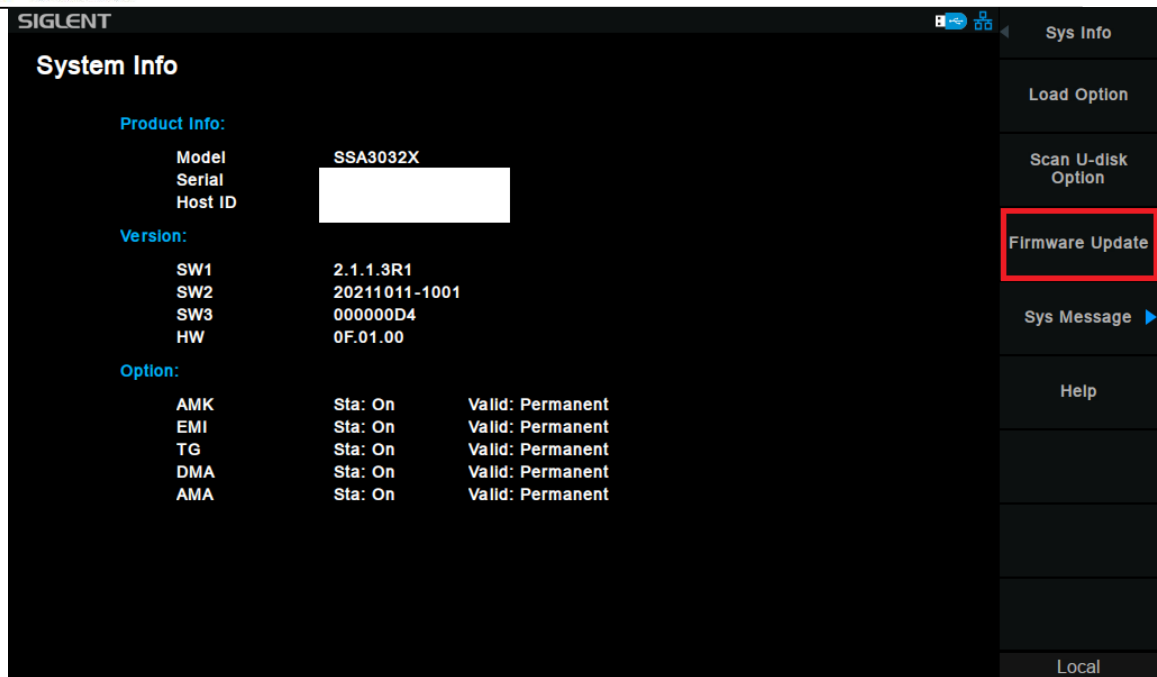 SIGLENT
System Info
Product Info:
Model SSA3032X
Serial
Host ID
Version:
SW1 2.1.1.3R1
SW2 20211011-1001
SW3 000000D4
HW 0F.01.00
Option:
AMK Sta: On Valid: Permanent
EMI Sta: On Valid: Permanent
TG Sta: On Valid: Permanent
DMA Sta: On Valid: Permanent
AMA Sta: On Valid: Permanent
Sys Info
Load Option
Scan U-disk
Option
Firmware Update
Sys Message
Help
Local